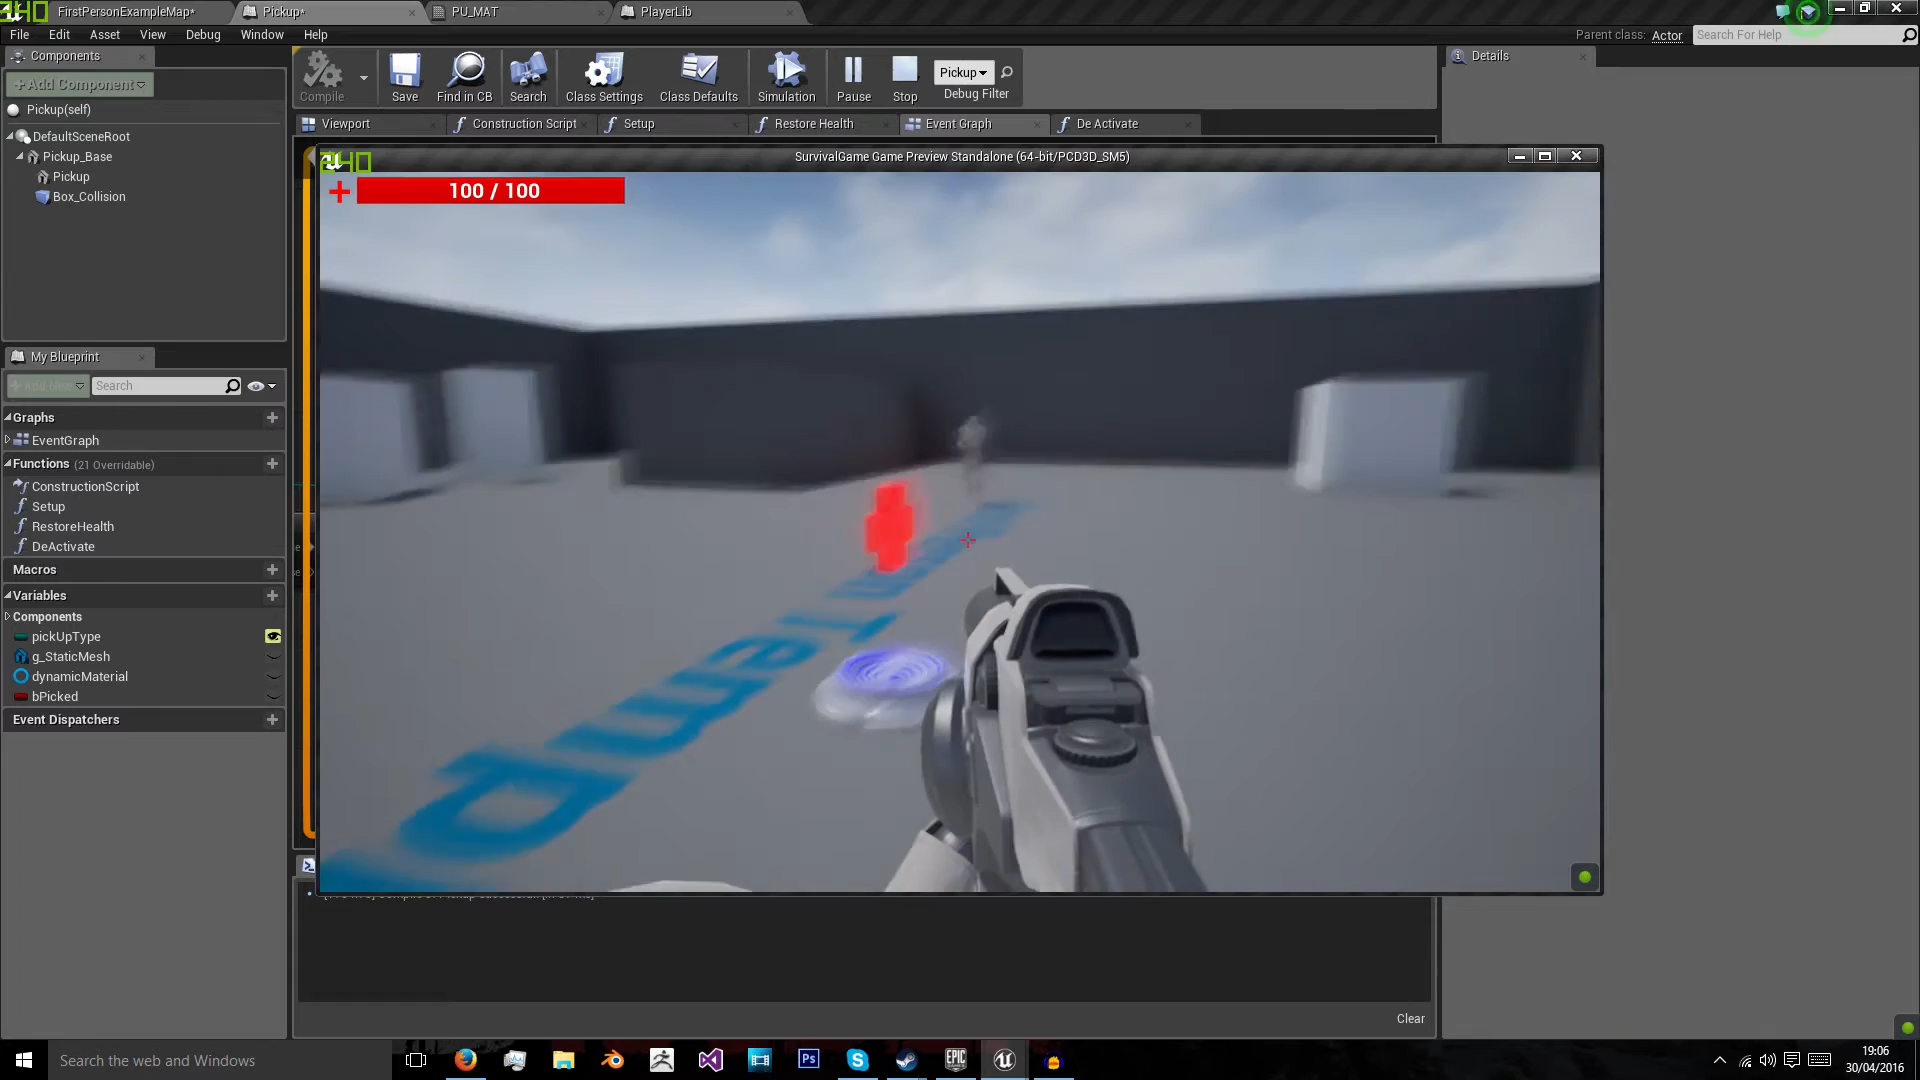 240
FirstPersonExampleMap*
Pickup*
PU_MAT
PlayerLib
File Edit Asset View Debug Window Help
Parent class: Actor
Search For Help
Components
+Add Component
Pickup(self)
DefaultSceneRoot
Pickup_Base
Pickup
Box_Collision
Compile
Save
Find in CB
Search
Class Settings
Class Defaults
Simulation
Pause
Stop
Pickup
Debug Filter
Details
Viewport
Construction Script
Setup
Restore Health
Event Graph
De Activate
240
SurvivalGame Game Preview Standalone (64-bit/PCD3D_SM5)
100 / 100
My Blueprint
Search
Graphs
EventGraph
Functions (21 Overridable)
ConstructionScript
Setup
RestoreHealth
DeActivate
Macros
Variables
Components
pickUpType
g_StaticMesh
dynamicMaterial
bPicked
Event Dispatchers
Clear
Search the web and Windows
Ps
EPIC
19:06
30/04/2016